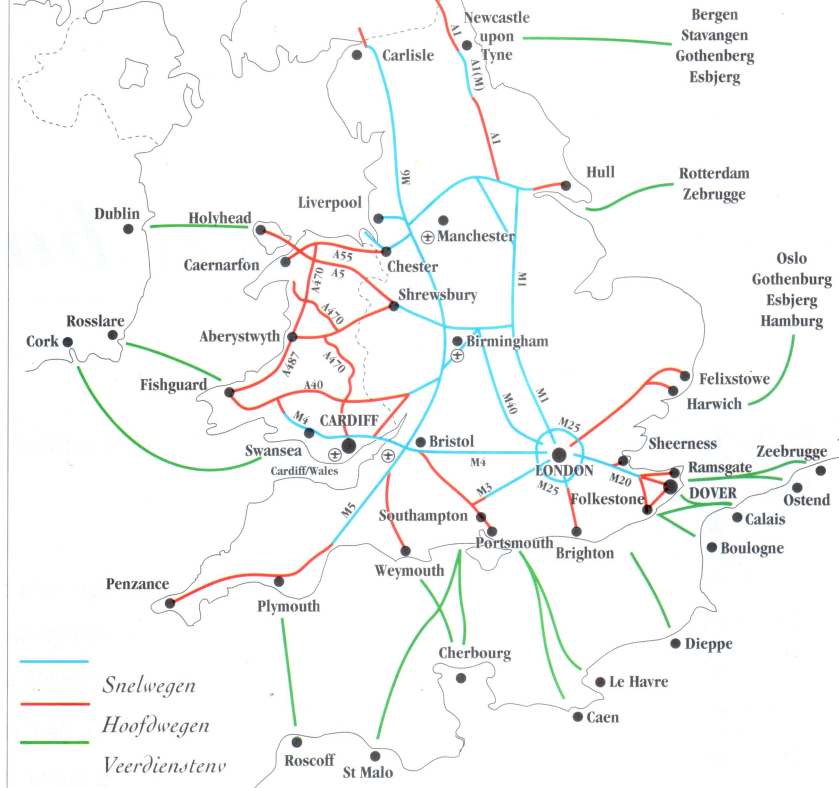 Newcastle
upon
Tyne
Bergen
Stavangen
Gothenberg
Esbjerg
A1
Carlisle
A1(M)
A1
M6
Hull
Rotterdam
Zebrugge
Liverpool
Dublin
Holyhead
Manchester
Caernarfon
A55
Chester
A5
A470
M1
Oslo
Gothenburg
Esbjerg
Hamburg
Shrewsbury
A470
Rosslare
Cork
Aberystwyth
Birmingham
A487
A470
Fishguard
A40
M40
M1
Felixstowe
Harwich
M4
CARDIFF
M25
Swansea
Cardiff/Wales
Bristol
M4
LONDON
M25
Sheerness
M20
Ramsgate
Zeebrugge
Folkestone
DOVER
Ostend
M5
M3
Southampton
Portsmouth
Brighton
Calais
Boulogne
Weymouth
Penzance
Plymouth
Dieppe
Cherbourg
Le Havre
Caen
Snelwegen
Hoofdwegen
Veerdienstenv
Roscoff
St Malo